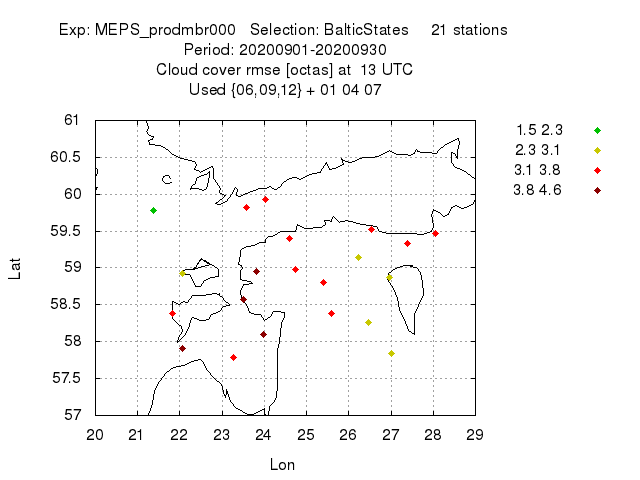 Exp: MEPS_prodmbr000 Selection: BalticStates 21 stations
Period: 20200901-20200930
Cloud cover rmse [octas] at 13 UTC
Used {06,09,12} + 01 04 07
61
60.5
60
59.5
59
58.5
58
57.5
57
20 21 22 23 24 25 26 27 28 29
Lat
Lon
1.5 2.3
2.3 3.1
3.1 3.8
3.8 4.6